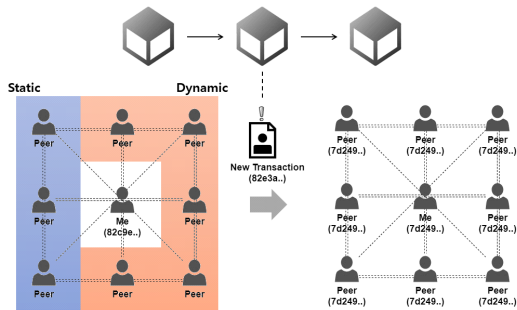 Static
Dynamic
Peer
Peer
Peer
Peer
Me
(82c9e..)
Peer
Peer
Peer
Peer
!
New Transaction
(82e3a..)
Peer
(7d249..)
Peer
(7d249..)
Peer
(7d249..)
Peer
(7d249..)
Me
(7d249..)
Peer
(7d249..)
Peer
(7d249..)
Peer
(7d249..)
Peer
(7d249..)